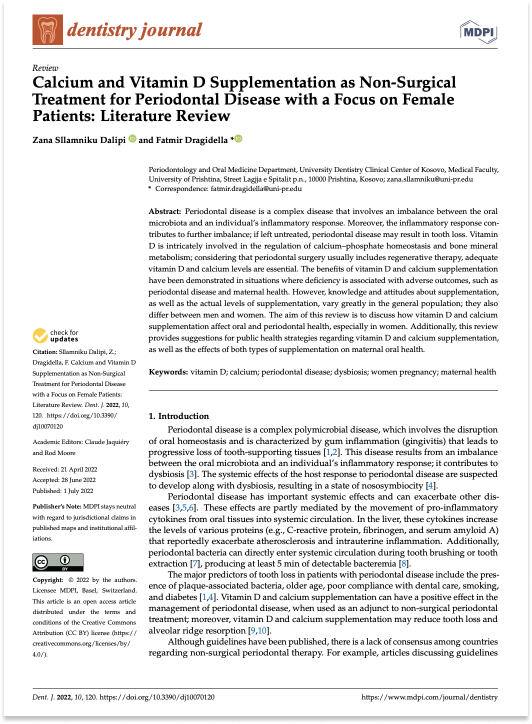 dentistry journal
MDPI
Review
Calcium and Vitamin D Supplementation as Non-Surgical
Treatment for Periodontal Disease with a Focus on Female
Patients: Literature Review
Zana Sllamniku Dalipi and Fatmir Dragidella *
Periodontology and Oral Medicine Department, University Dentistry Clinical Center of Kosovo, Medical Faculty,
University of Prishtina, Street Lagjja e Spitalit p.n., 10000 Prishtina, Kosovo; zana.sllamniku@uni-pr.edu
* Correspondence: fatmir.dragidella@uni-pr.edu
Abstract: Periodontal disease is a complex disease that involves an imbalance between the oral
microbiota and an individual's inflammatory response. Moreover, the inflammatory response con-
tributes to further imbalance; if left untreated, periodontal disease may result in tooth loss. Vitamin
D is intricately involved in the regulation of calcium–phosphate homeostasis and bone mineral
metabolism; considering that periodontal surgery usually includes regenerative therapy, adequate
vitamin D and calcium levels are essential. The benefits of vitamin D and calcium supplementation
have been demonstrated in situations where deficiency is associated with adverse outcomes, such as
periodontal disease and maternal health. However, knowledge and attitudes about supplementation,
as well as the actual levels of supplementation, vary greatly in the general population; they also
differ between men and women. The aim of this review is to discuss how vitamin D and calcium
supplementation affect oral and periodontal health, especially in women. Additionally, this review
provides suggestions for public health strategies regarding vitamin D and calcium supplementation,
as well as the effects of both types of supplementation on maternal oral health.
Keywords: vitamin D; calcium; periodontal disease; dysbiosis; women pregnancy; maternal health
check for
updates
Citation: Sllamniku Dalipi, Z.;
Dragidella, F. Calcium and Vitamin D
Supplementation as Non-Surgical
Treatment for Periodontal Disease
with a Focus on Female Patients:
Literature Review. Dent. J. 2022, 10,
120. https://doi.org/10.3390/
dj10070120
Academic Editors: Claude Jaquiéry
and Rod Moore
Received: 21 April 2022
Accepted: 28 June 2022
Published: 1 July 2022
Publisher's Note: MDPI stays neutral
with regard to jurisdictional claims in
published maps and institutional affil-
iations.
CC BY
Copyright: © 2022 by the authors.
Licensee MDPI, Basel, Switzerland.
This article is an open access article
distributed under the terms and
conditions of the Creative Commons
Attribution (CC BY) license (https://
creativecommons.org/licenses/by/
4.0/).
1. Introduction
Periodontal disease is a complex polymicrobial disease, which involves the disruption
of oral homeostasis and is characterized by gum inflammation (gingivitis) that leads to
progressive loss of tooth-supporting tissues [1,2]. This disease results from an imbalance
between the oral microbiota and an individual's inflammatory response; it contributes to
dysbiosis [3]. The systemic effects of the host response to periodontal disease are suspected
to develop along with dysbiosis, resulting in a state of nososymbiocity [4].
Periodontal disease has important systemic effects and can exacerbate other dis-
eases [3,5,6]. These effects are partly mediated by the movement of pro-inflammatory
cytokines from oral tissues into systemic circulation. In the liver, these cytokines increase
the levels of various proteins (e.g., C-reactive protein, fibrinogen, and serum amyloid A)
that reportedly exacerbate atherosclerosis and intrauterine inflammation. Additionally,
periodontal bacteria can directly enter systemic circulation during tooth brushing or tooth
extraction [7], producing at least 5 min of detectable bacteremia [8].
The major predictors of tooth loss in patients with periodontal disease include the pres-
ence of plaque-associated bacteria, older age, poor compliance with dental care, smoking,
and diabetes [1,4]. Vitamin D and calcium supplementation can have a positive effect in the
management of periodontal disease, when used as an adjunct to non-surgical periodontal
treatment; moreover, vitamin D and calcium supplementation may reduce tooth loss and
alveolar ridge resorption [9,10].
Although guidelines have been published, there is a lack of consensus among countries
regarding non-surgical periodontal therapy. For example, articles discussing guidelines
Dent. J. 2022, 10, 120. https://doi.org/10.3390/dj10070120
https://www.mdpi.com/journal/dentistry